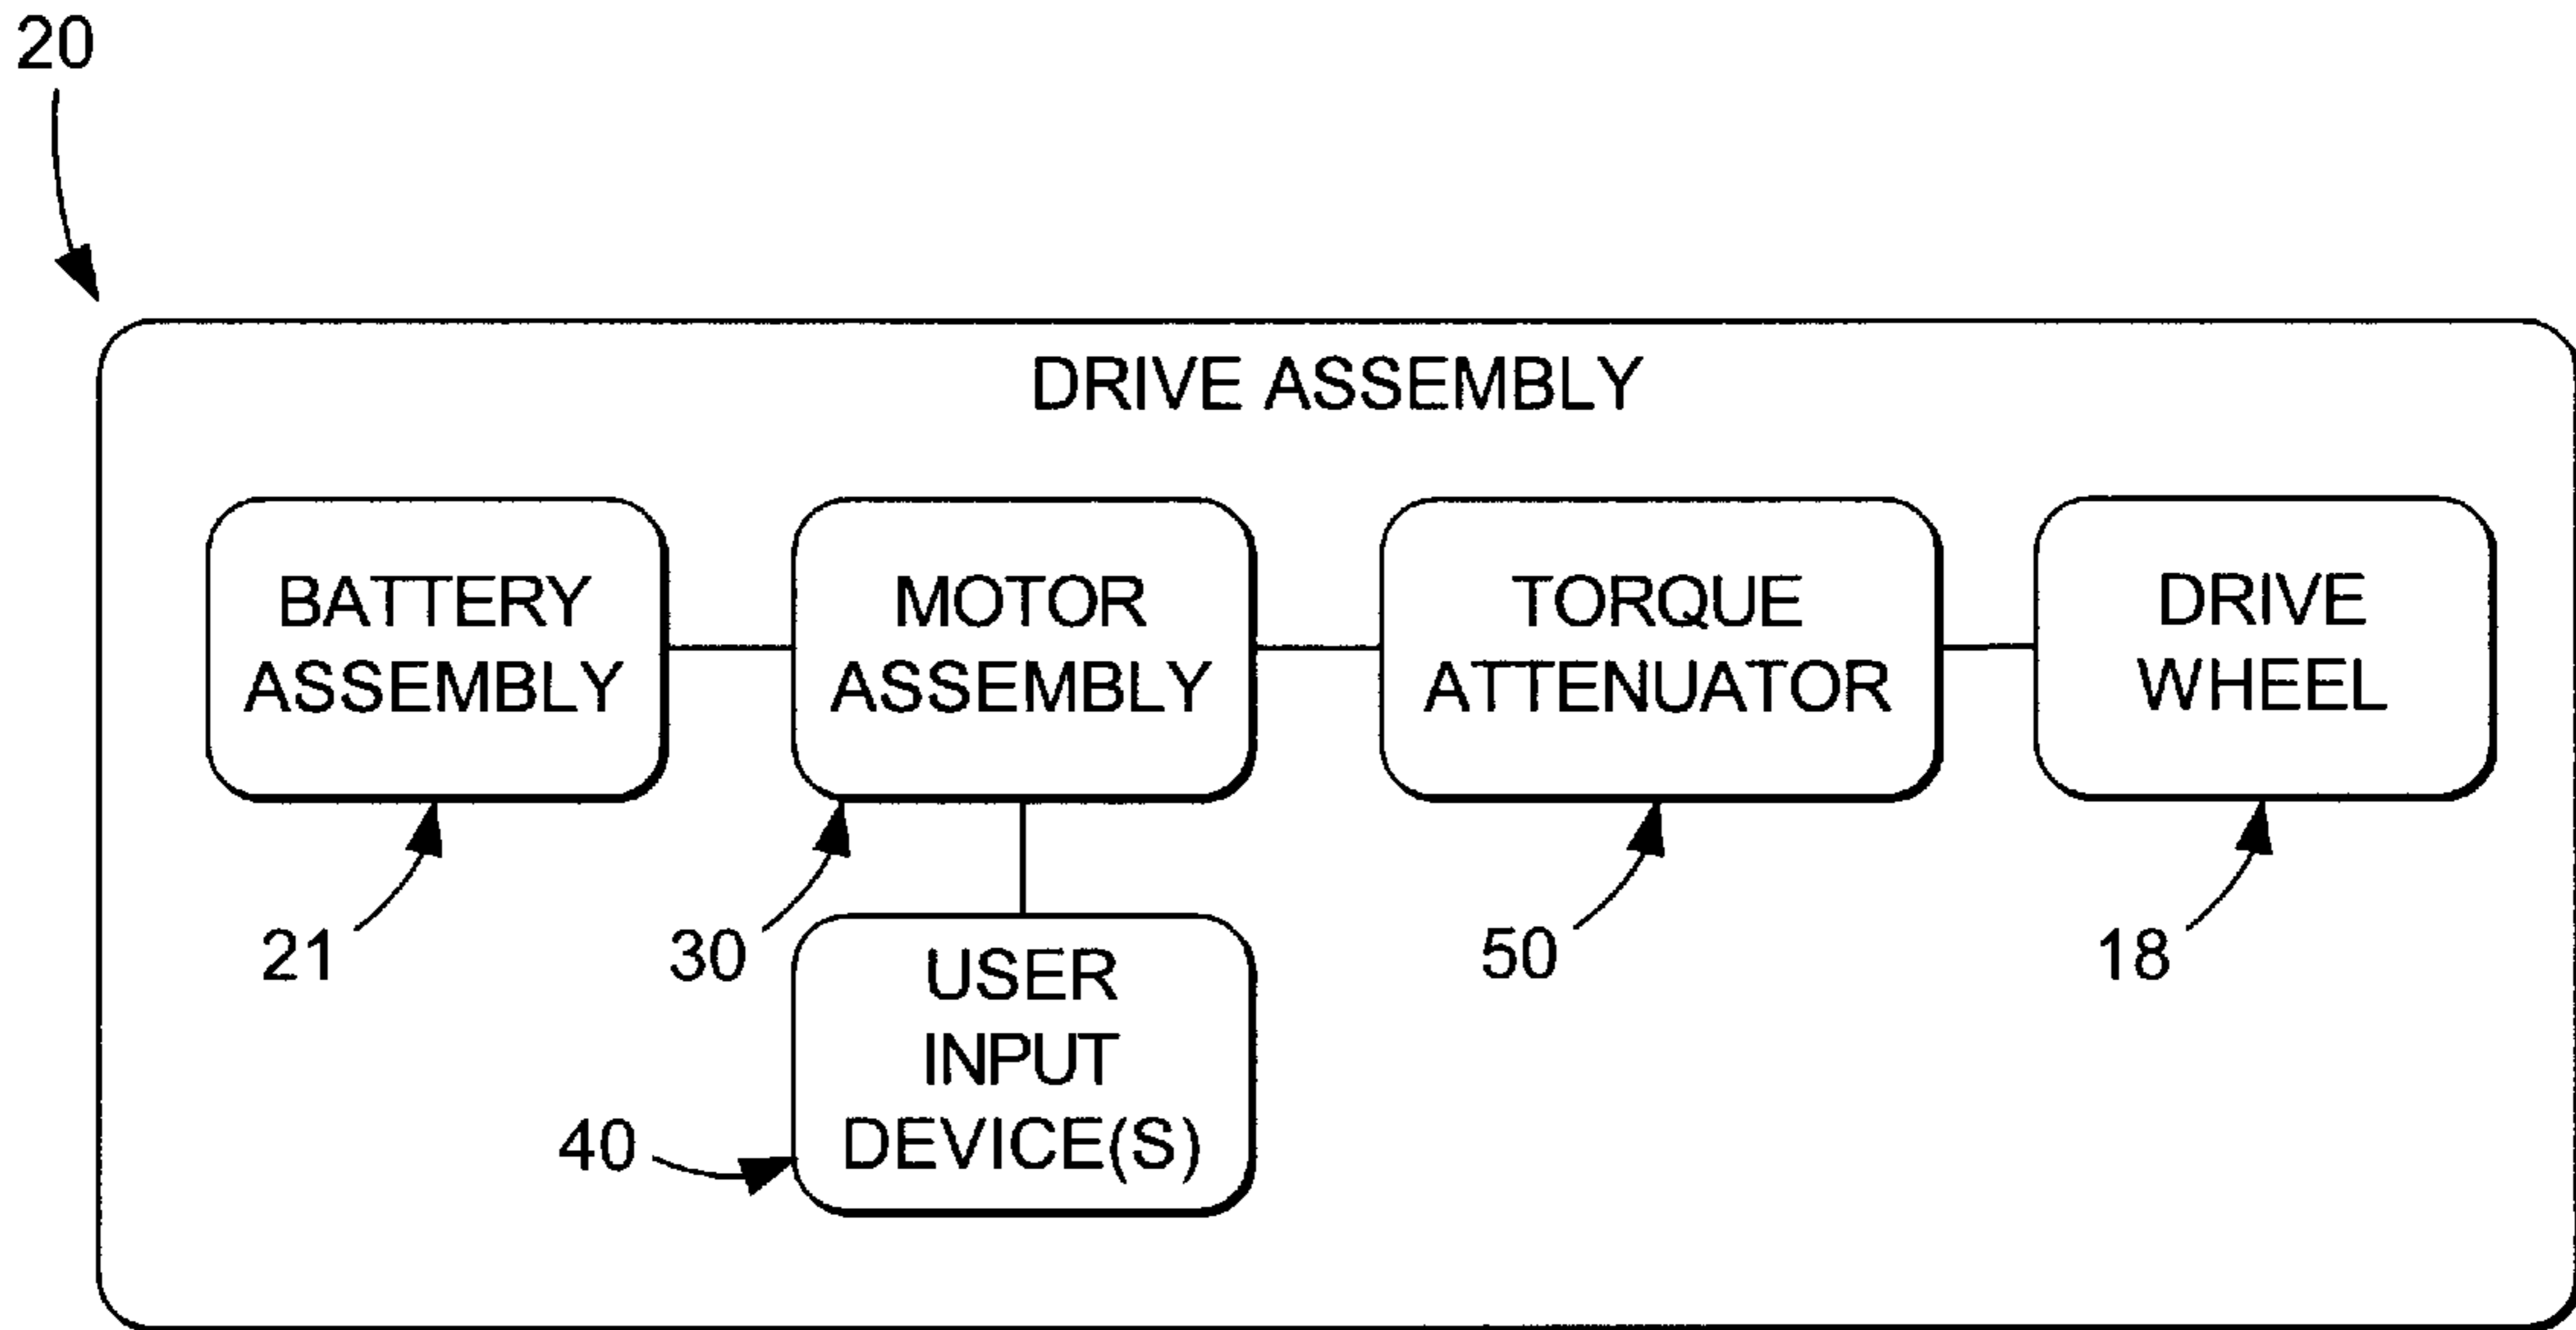 20
DRIVE ASSEMBLY
BATTERY
ASSEMBLY
MOTOR
ASSEMBLY
TORQUE
ATTENUATOR
DRIVE
WHEEL
21
30
50
18
USER
INPUT
DEVICE(S)
40